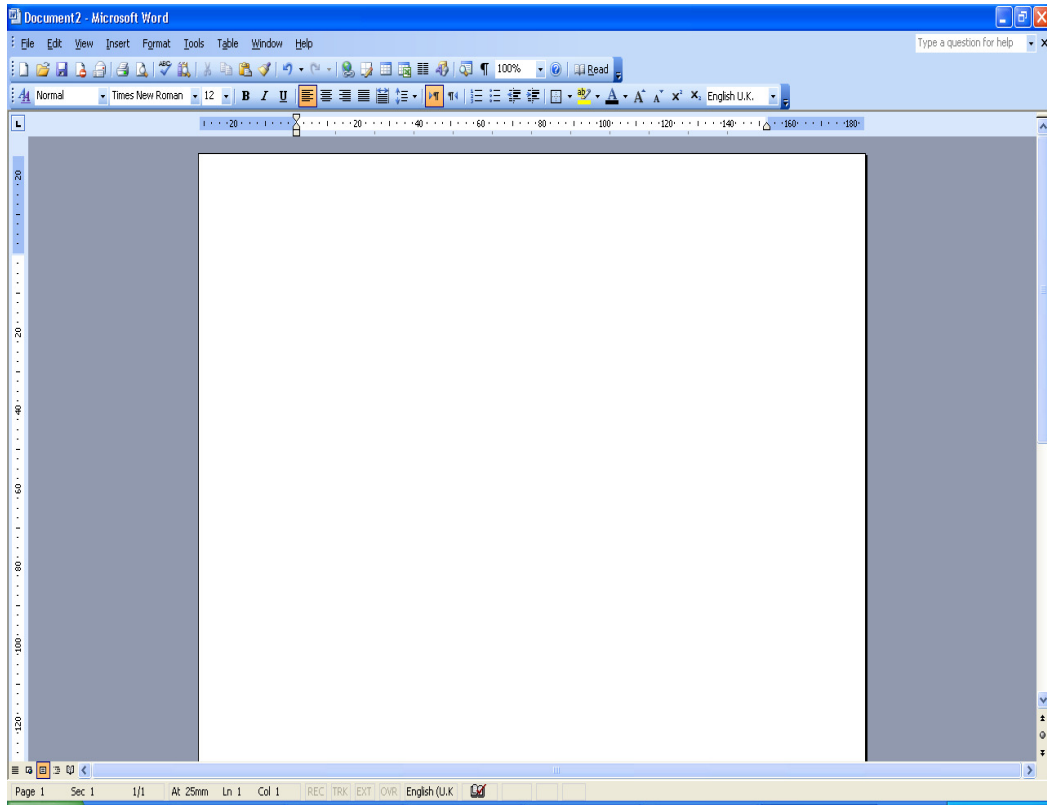 Document2 - Microsoft Word
File Edit View Insert Format Tools Table Window Help Type a question for help
100% Read
Normal Times New Roman 12 B I U A A A x² x₂ English U.K.
20 20 40 60 80 100 120 140 160 180
20
20
40
60
80
100
120
Page 1 Sec 1 1/1 At 25mm Ln 1 Col 1 REC TRK EXT OVR English (U.K